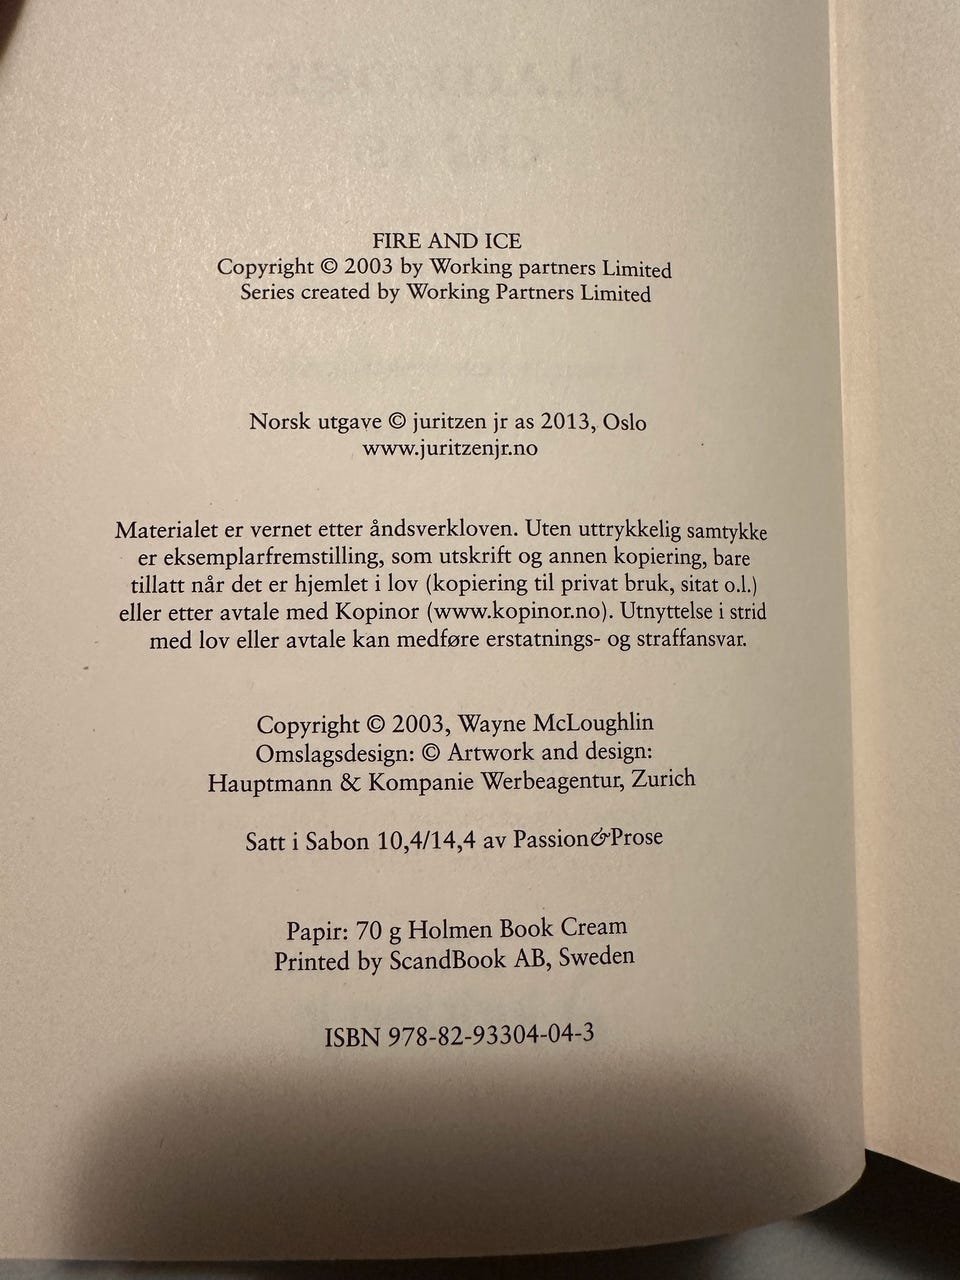 FIRE AND ICE
Copyright © 2003 by Working partners Limited
Series created by Working Partners Limited
Norsk utgave © juritzen jr as 2013, Oslo
www.juritzenjr.no
Materialet er vernet etter åndsverkloven. Uten uttrykkelig samtykke
er eksemplarfremstilling, som utskrift og annen kopiering, bare
tillatt når det er hjemlet i lov (kopiering til privat bruk, sitat o.l.)
eller etter avtale med Kopinor (www.kopinor.no). Utnyttelse i strid
med lov eller avtale kan medføre erstatnings- og straffansvar.
Copyright © 2003, Wayne McLoughlin
Omslagsdesign: © Artwork and design:
Hauptmann & Kompanie Werbeagentur, Zurich
Satt i Sabon 10,4/14,4 av Passion&Prose
Papir: 70 g Holmen Book Cream
Printed by ScandBook AB, Sweden
ISBN 978-82-93304-04-3